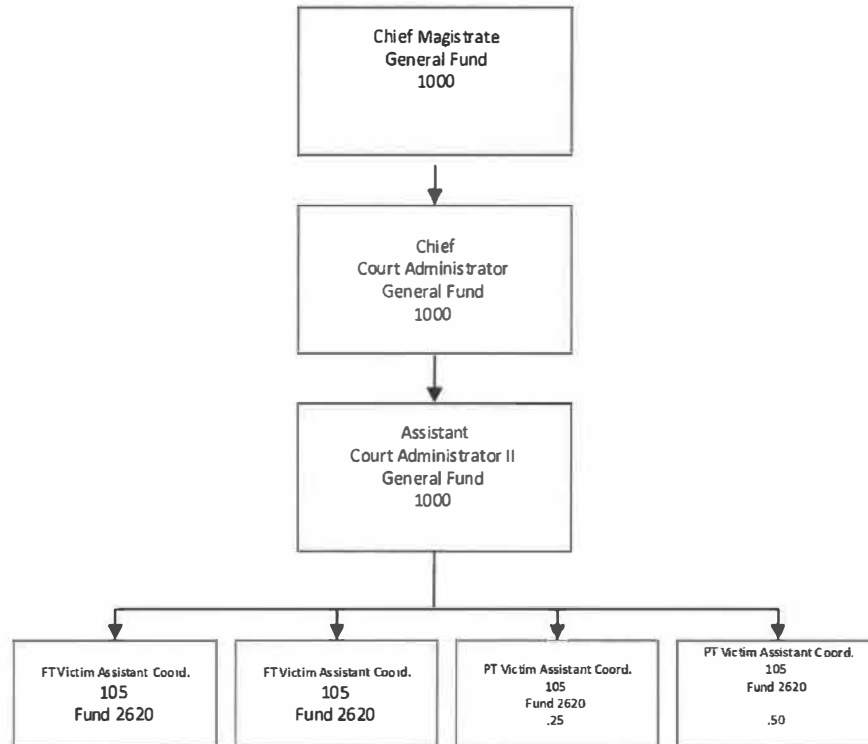 Chief Magistrate
General Fund
1000
Chief
Court Administrator
General Fund
1000
Assistant
Court Administrator II
General Fund
1000
FT Victim Assistant Coord.
105
Fund 2620
FT Victim Assistant Coord.
105
Fund 2620
PT Victim Assistant Coord.
105
Fund 2620
.25
PT Victim Assistant Coord.
105
Fund 2620
.50